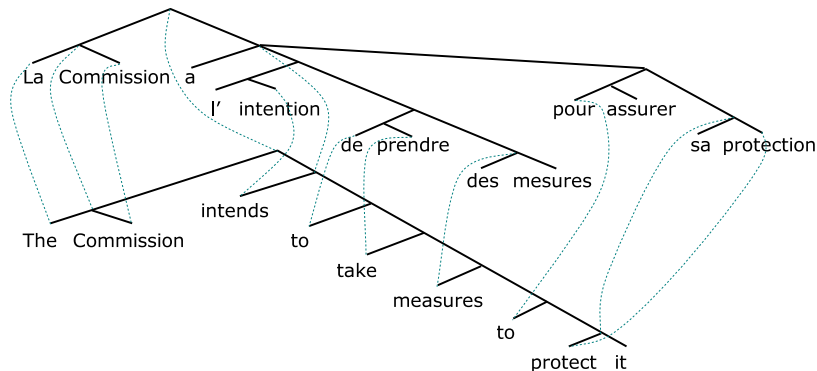 La Commission a
l’ intention
pour assurer
de prendre
sa protection
des mesures
intends
The Commission
to
take
measures
to
protect it